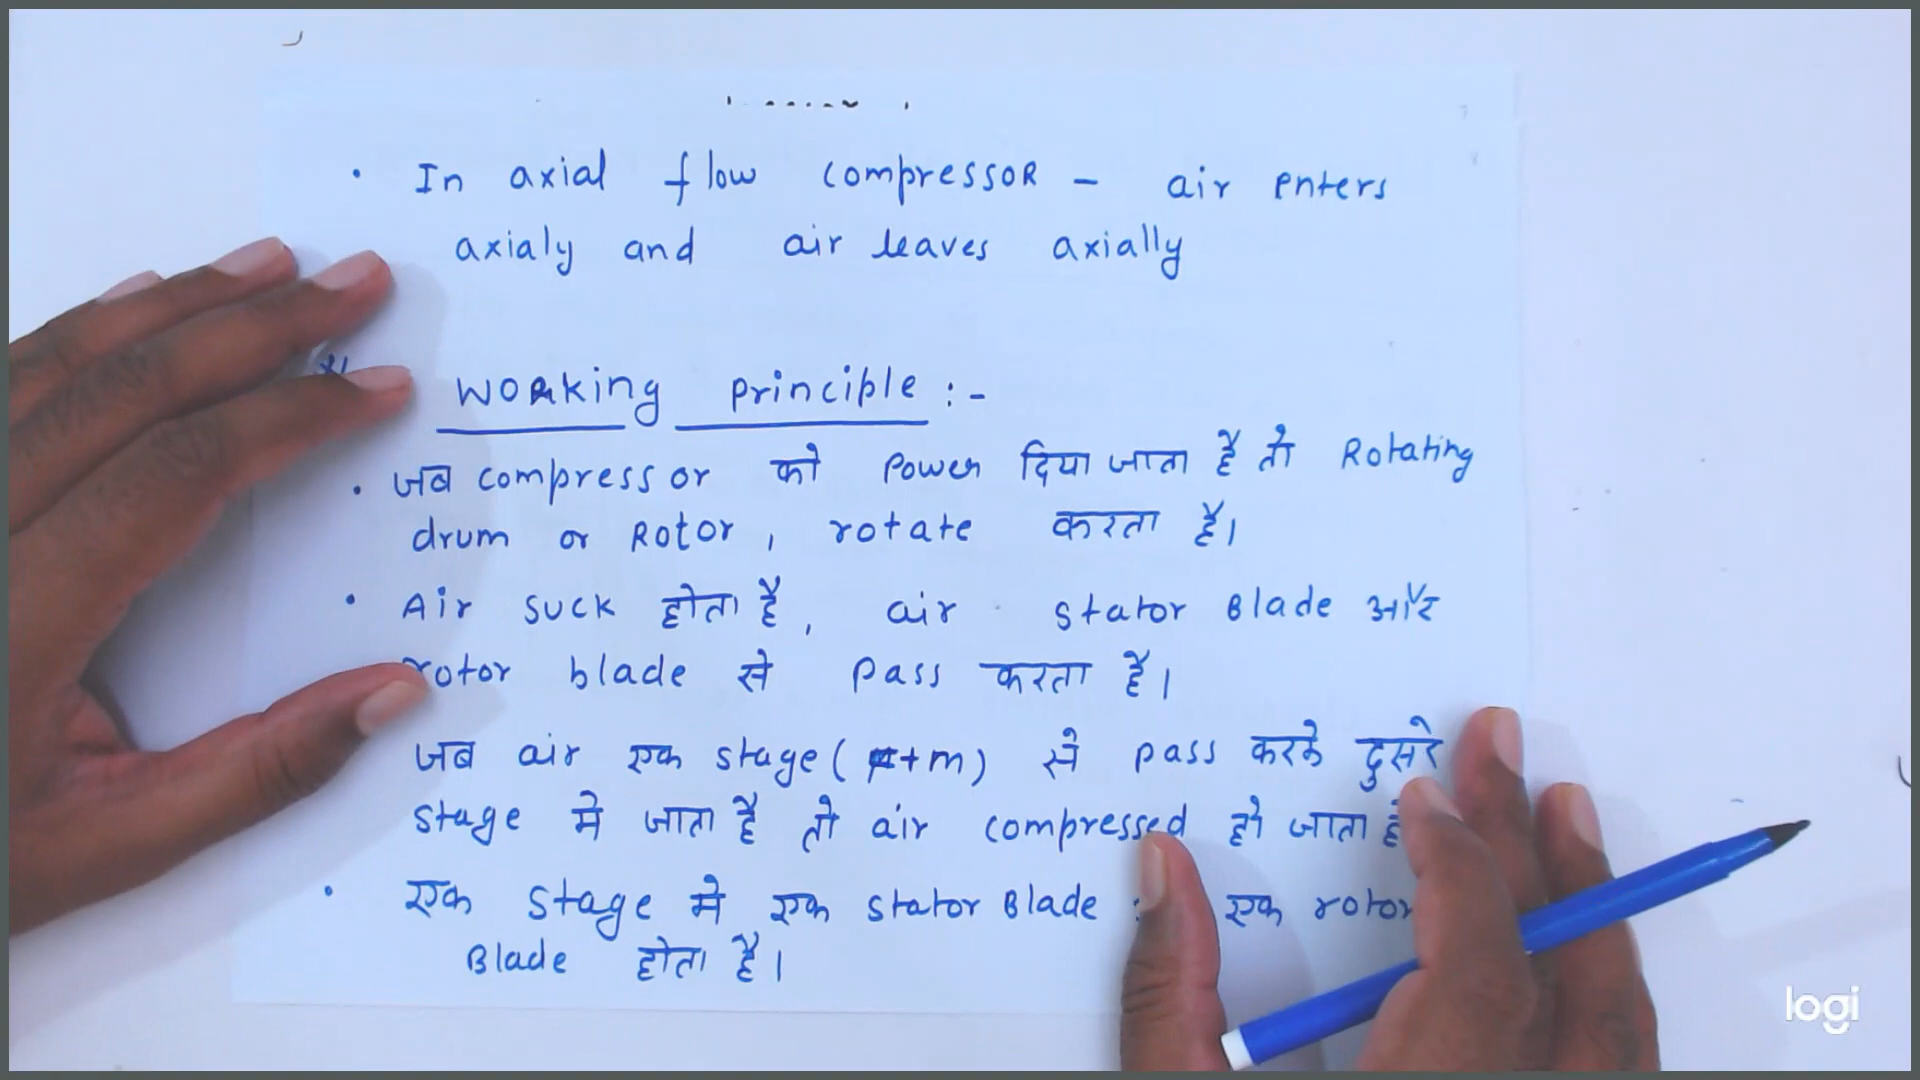 • In axial flow compressor - air enters
axialy and air leaves axially
Working principle :-
• जब compressor को Power दिया जाता है तो Rotating
drum or Rotor, rotate करता है।
• Air suck होता है, air stator Blade और
rotor blade से pass करता है।
जब air एक stage ( +m) से pass करके दुसरे
stage मे जाता है तो air compressed हो जाता है
• एक stage मे एक stator Blade : एक rotor
Blade होता है।
logi